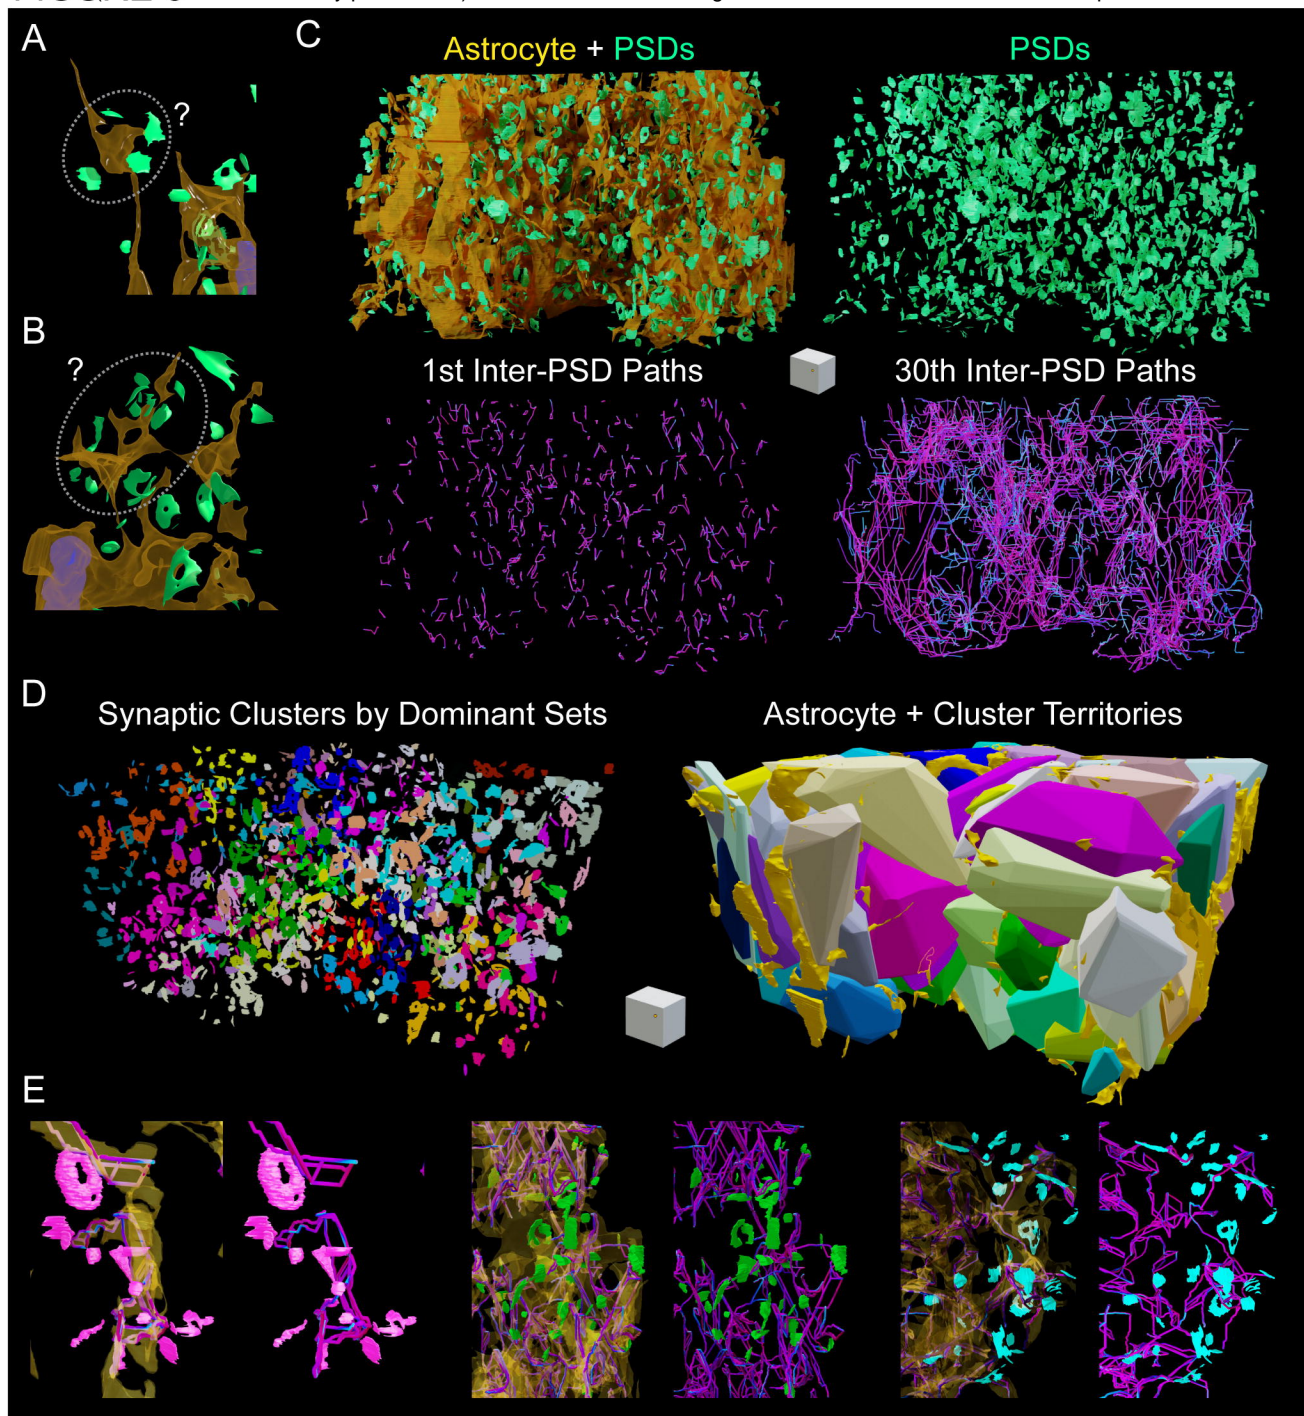 A
?
C
Astrocyte + PSDs
PSDs
B
?
1st Inter-PSD Paths
30th Inter-PSD Paths
D
Synaptic Clusters by Dominant Sets
Astrocyte + Cluster Territories
E